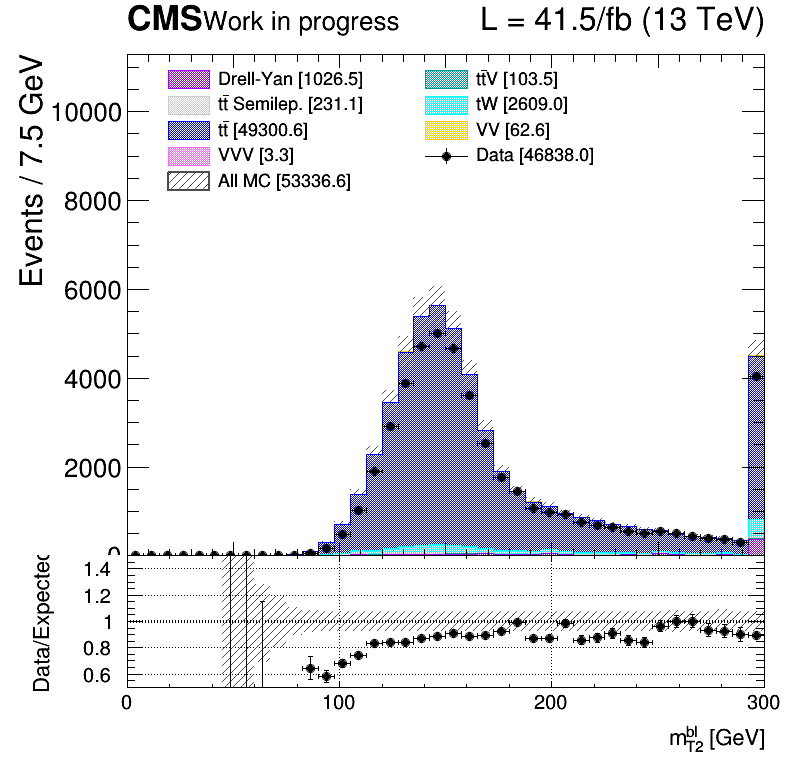 CMS Work in progress L = 41.5/fb (13 TeV)
Events / 7.5 GeV
Drell-Yan [1026.5]
tt̄V [103.5]
tt̄ Semilep. [231.1]
tW [2609.0]
tt̄ [49300.6]
VV [62.6]
VVV [3.3]
Data [46838.0]
All MC [53336.6]
10000
8000
6000
4000
2000
0
Data/Expected
1.4
1.2
1
0.8
0.6
0 100 200 300
m_{T2}^{bl} [GeV]